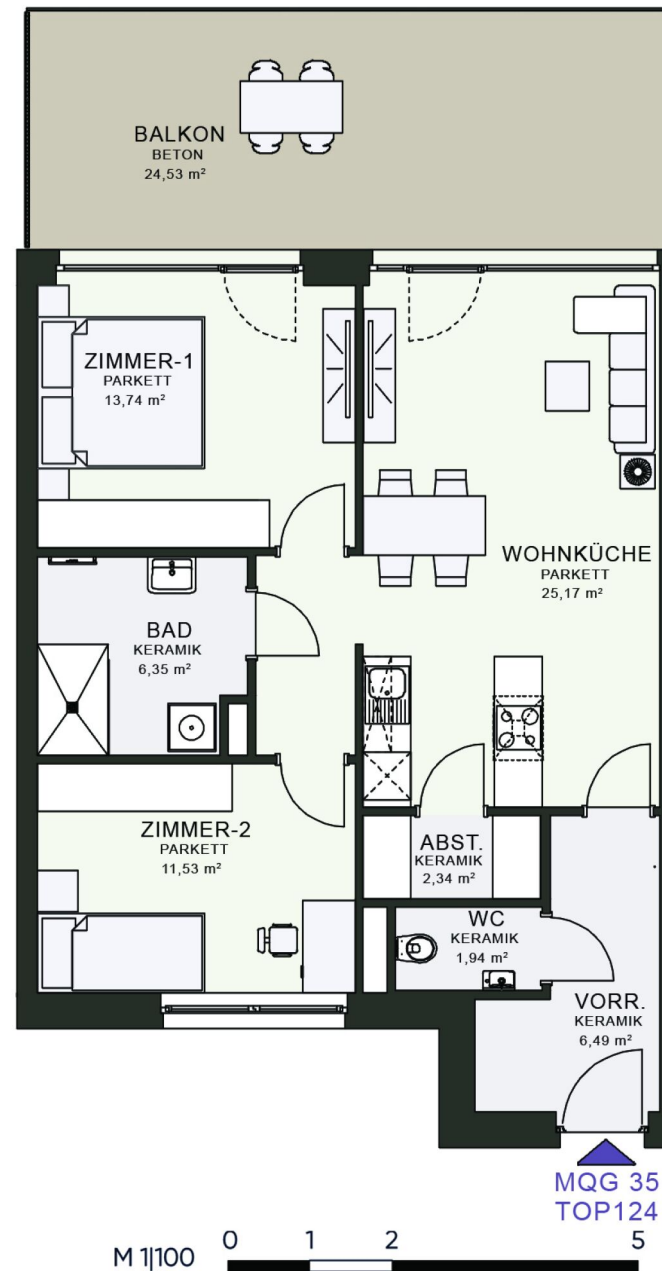 BALKON
BETON
24,53 m²
ZIMMER-1
PARKETT
13,74 m²
WOHNKÜCHE
PARKETT
25,17 m²
BAD
KERAMIK
6,35 m²
ZIMMER-2
PARKETT
11,53 m²
ABST.
KERAMIK
2,34 m²
WC
KERAMIK
1,94 m²
VORR.
KERAMIK
6,49 m²
MQG 35
TOP124
M 1|100 0 1 2 5